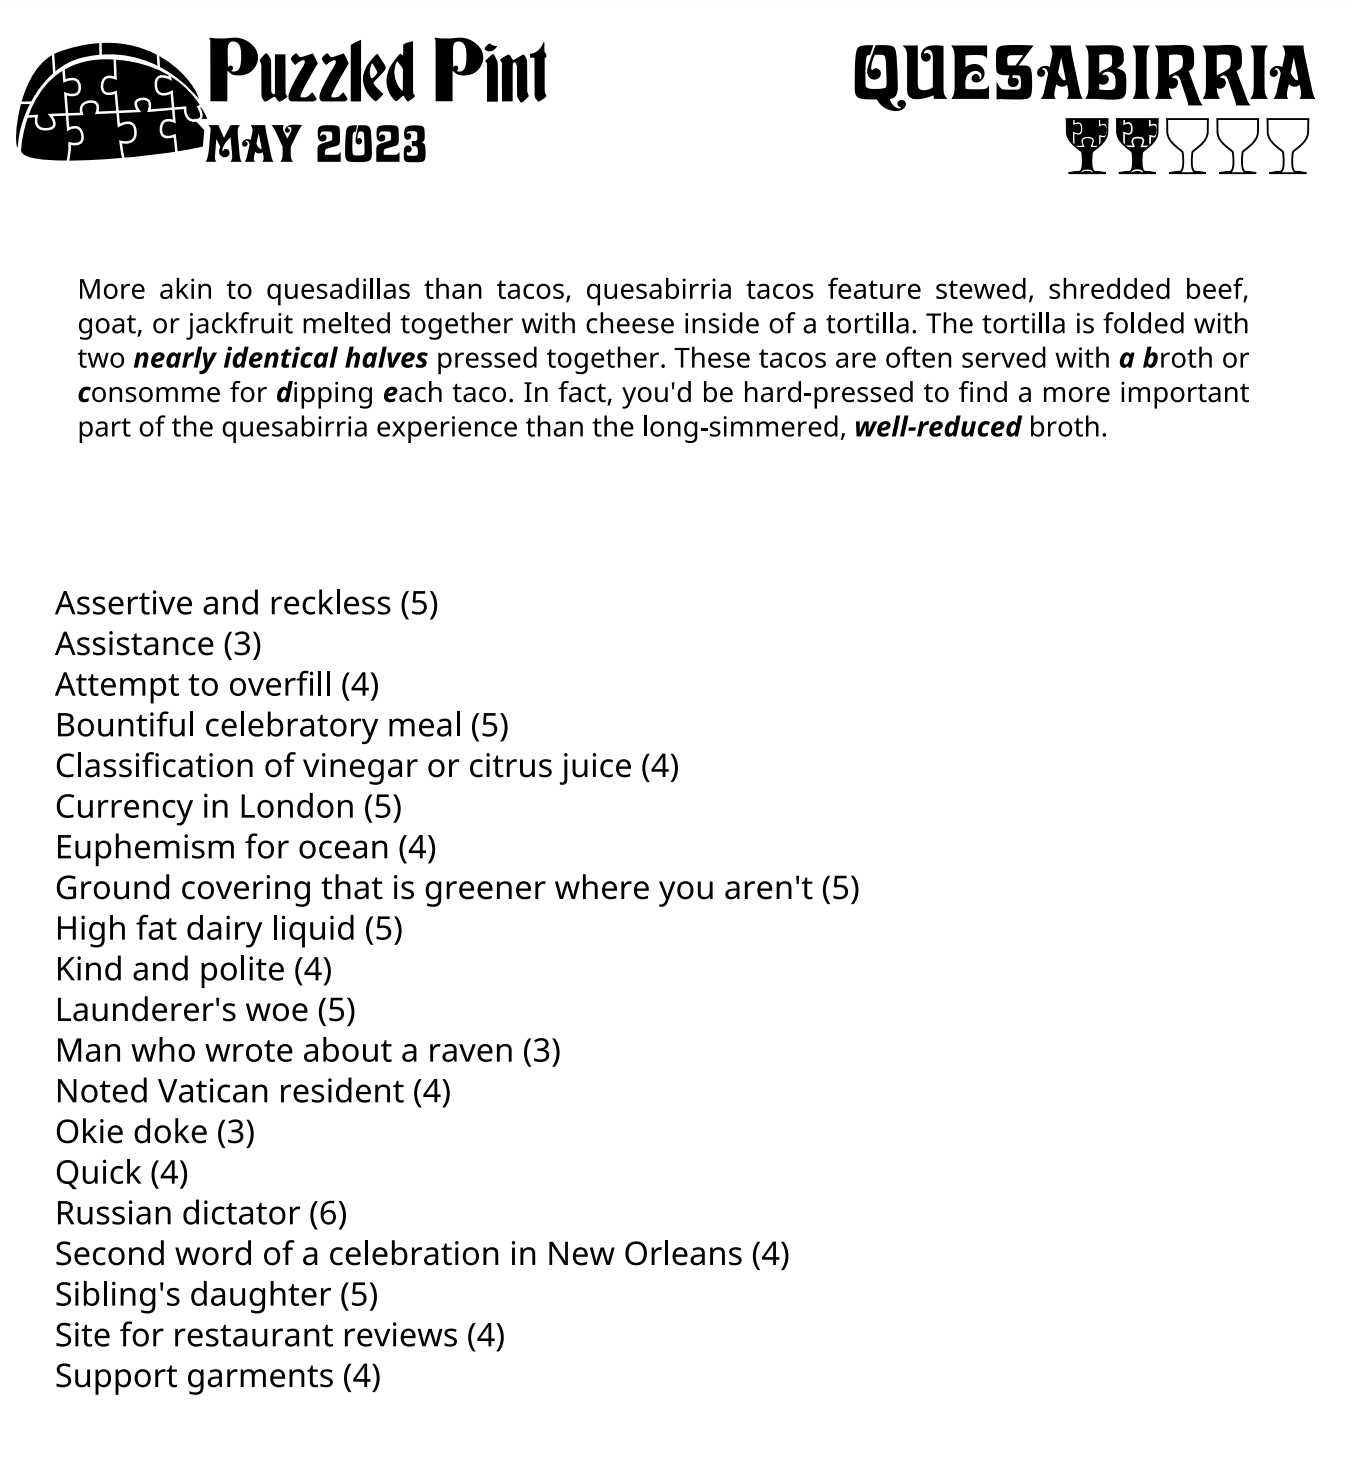 Puzzled Pint
MAY 2023
QUESABIRRIA
More akin to quesadillas than tacos, quesabirria tacos feature stewed, shredded beef,
goat, or jackfruit melted together with cheese inside of a tortilla. The tortilla is folded with
two nearly identical halves pressed together. These tacos are often served with a broth or
consomme for dipping each taco. In fact, you'd be hard-pressed to find a more important
part of the quesabirria experience than the long-simmered, well-reduced broth.
Assertive and reckless (5)
Assistance (3)
Attempt to overfill (4)
Bountiful celebratory meal (5)
Classification of vinegar or citrus juice (4)
Currency in London (5)
Euphemism for ocean (4)
Ground covering that is greener where you aren't (5)
High fat dairy liquid (5)
Kind and polite (4)
Launderer's woe (5)
Man who wrote about a raven (3)
Noted Vatican resident (4)
Okie doke (3)
Quick (4)
Russian dictator (6)
Second word of a celebration in New Orleans (4)
Sibling's daughter (5)
Site for restaurant reviews (4)
Support garments (4)